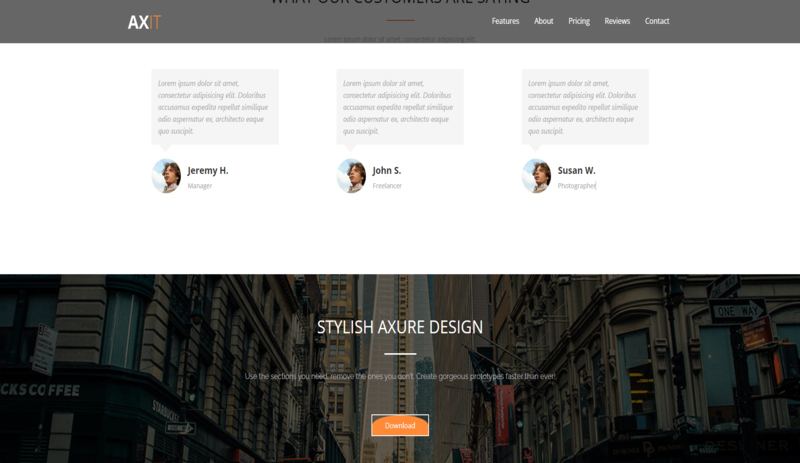 WHAT OUR CUSTOMERS ARE SAYING
AXIT
Features
About
Pricing
Reviews
Contact
Lorem ipsum dolor sit amet, consectetur adipisicing elit.
Lorem ipsum dolor sit amet,
consectetur adipisicing elit. Doloribus
accusamus expedita repellat similique
odio aspernatur ex, architecto eaque
quo suscipit.
Jeremy H.
Manager
Lorem ipsum dolor sit amet,
consectetur adipisicing elit. Doloribus
accusamus expedita repellat similique
odio aspernatur ex, architecto eaque
quo suscipit.
John S.
Freelancer
Lorem ipsum dolor sit amet,
consectetur adipisicing elit. Doloribus
accusamus expedita repellat similique
odio aspernatur ex, architecto eaque
quo suscipit.
Susan W.
Photographer
STYLISH AXURE DESIGN
Use the sections you need, remove the ones you don't. Create gorgeous prototypes faster than ever!
Download
ONE WAY
CKS COFFEE
STARBUCKS